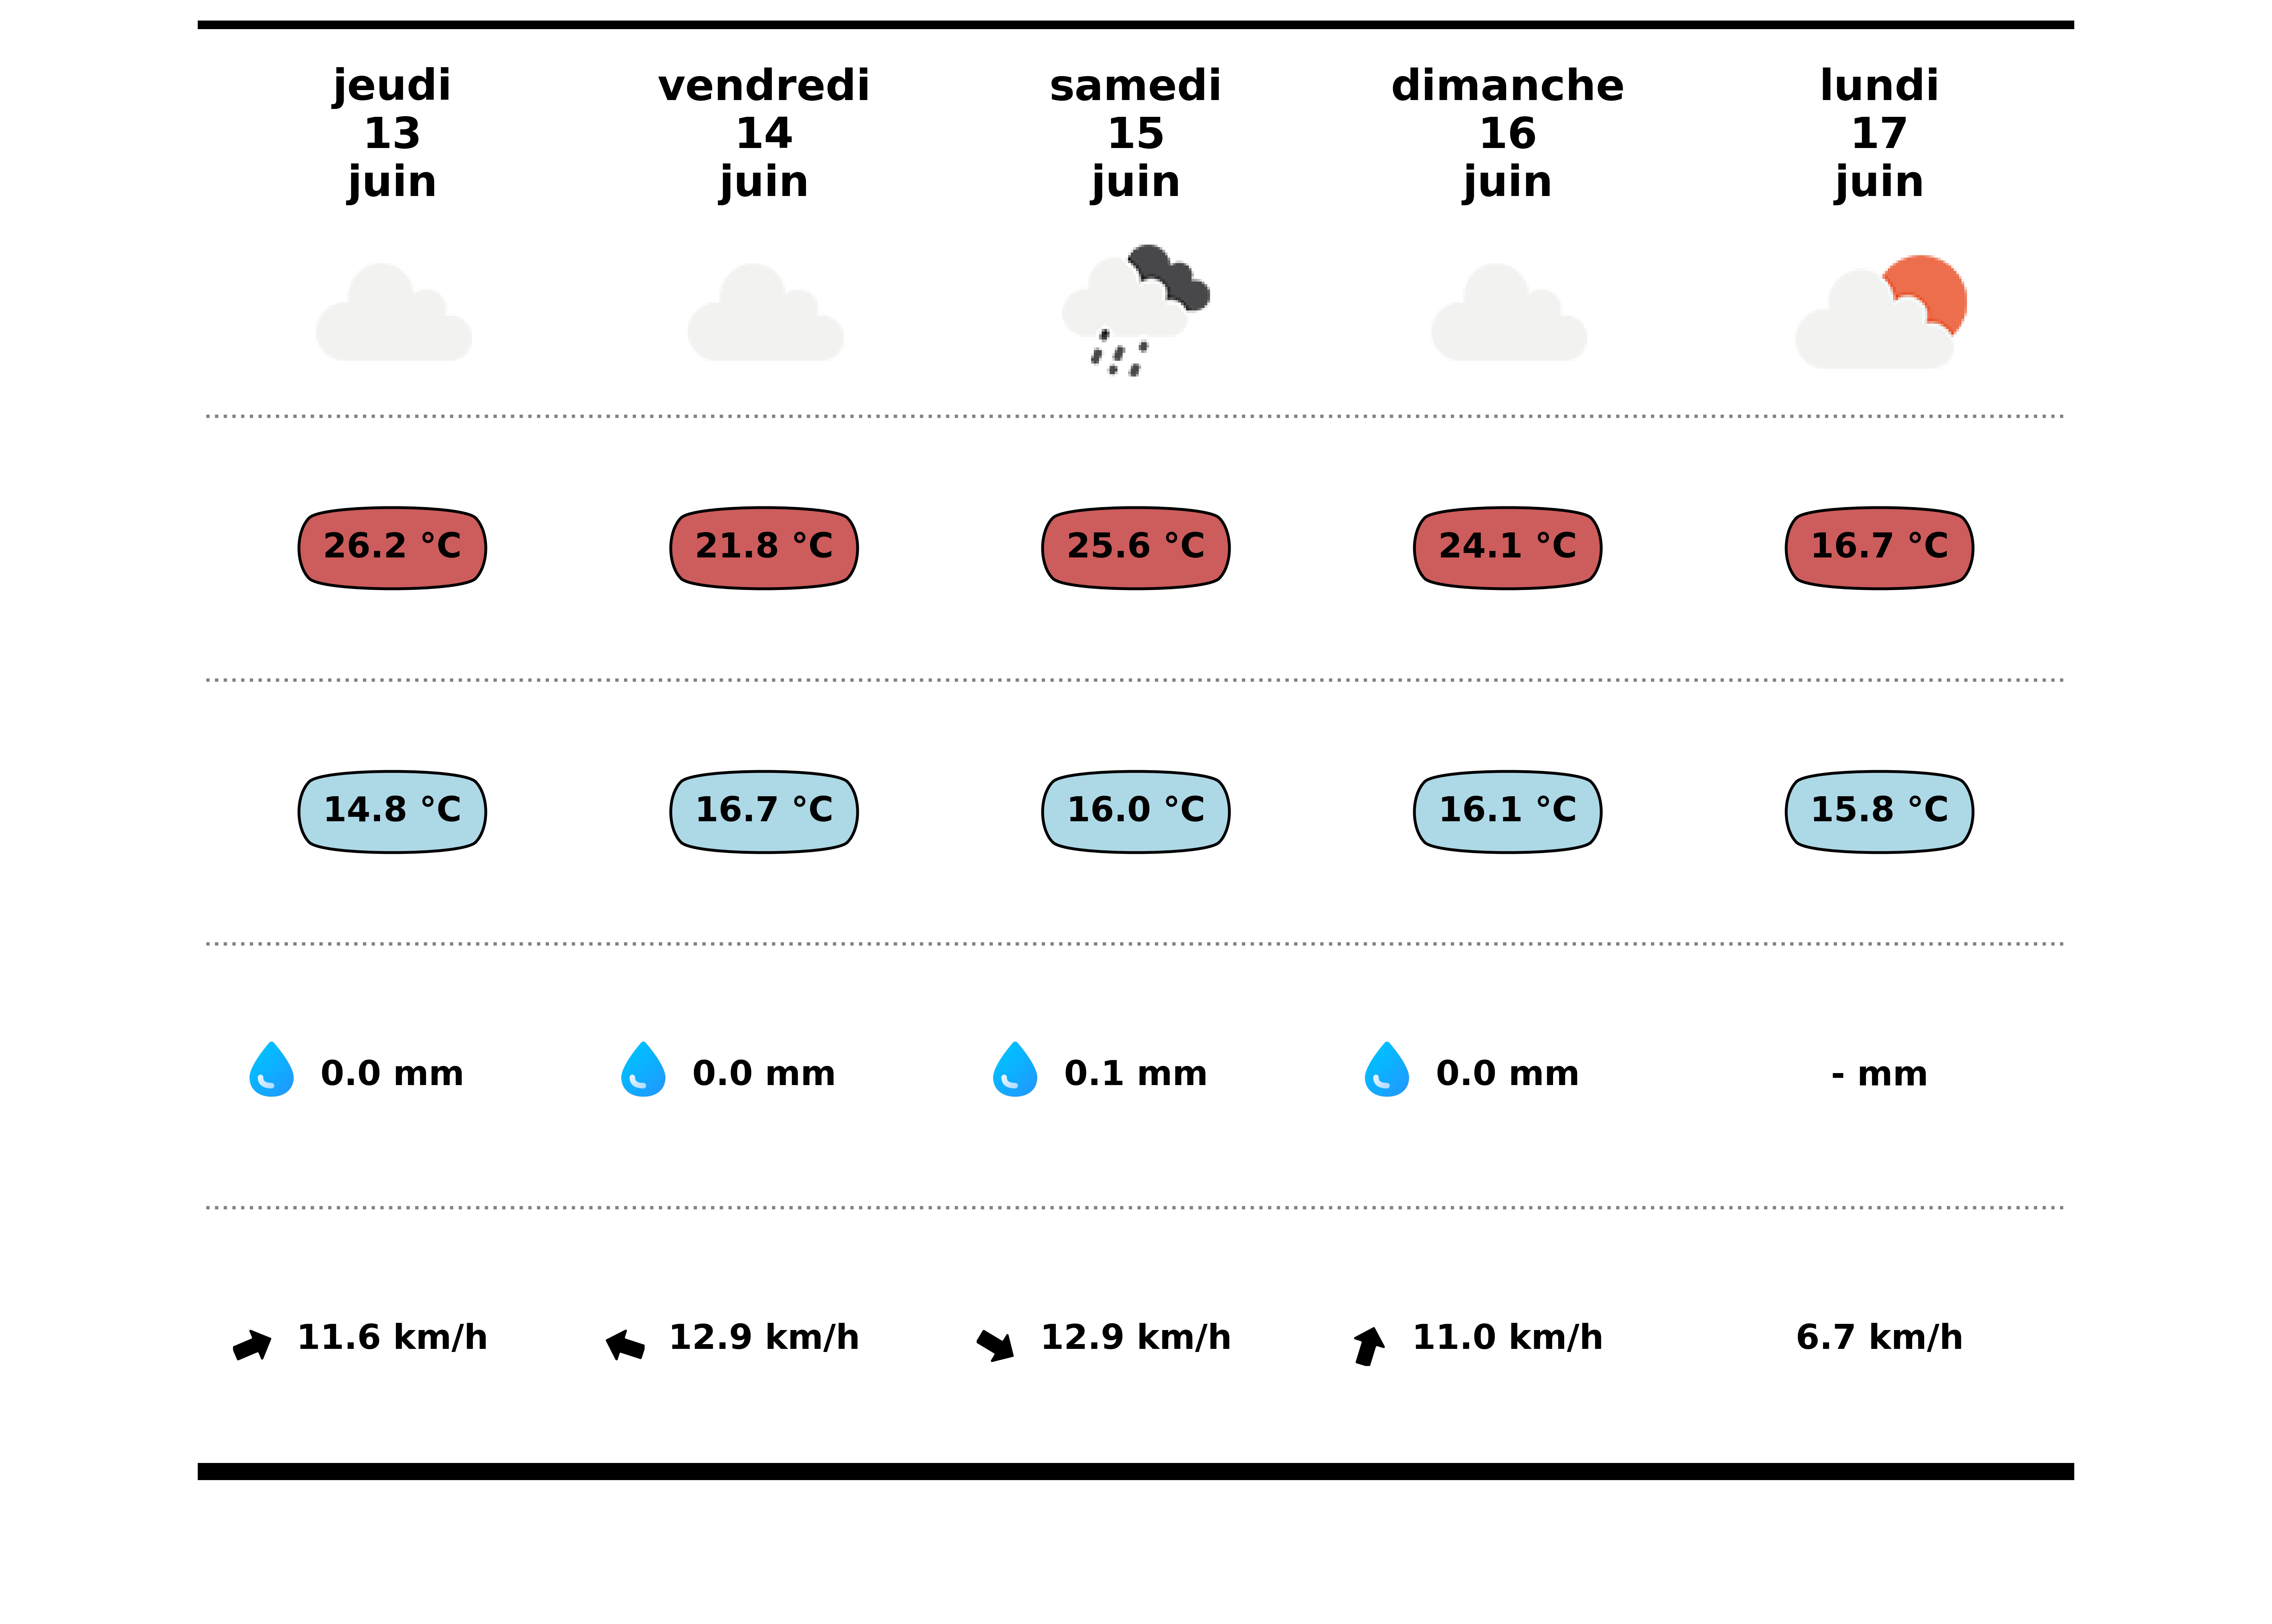 jeudi vendredi samedi dimanche lundi
13 14 15 16 17
juin juin juin juin juin
26.2 °C 21.8 °C 25.6 °C 24.1 °C 16.7 °C
14.8 °C 16.7 °C 16.0 °C 16.1 °C 15.8 °C
0.0 mm 0.0 mm 0.1 mm 0.0 mm - mm
11.6 km/h 12.9 km/h 12.9 km/h 11.0 km/h 6.7 km/h